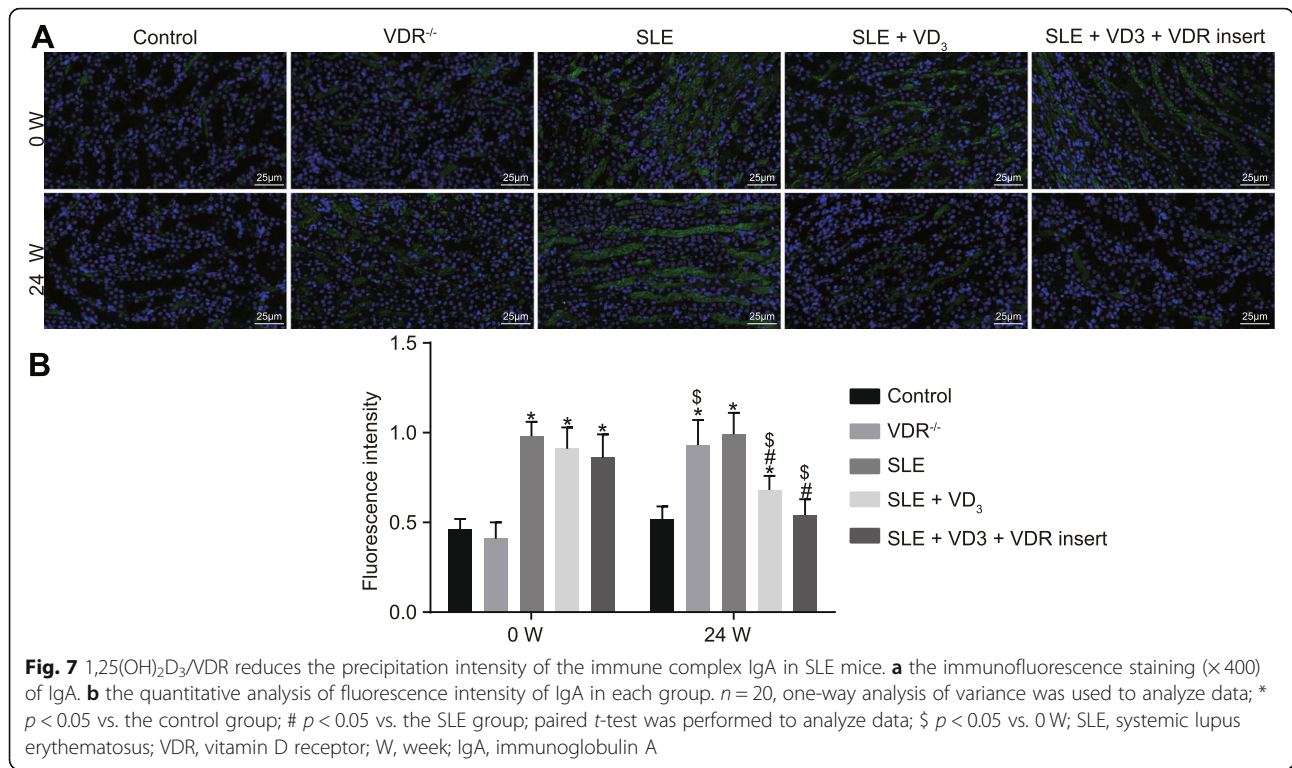 A
Control VDR-/- SLE SLE + VD3 SLE + VD3 + VDR insert
0 W
25μm 25μm 25μm 25μm 25μm
24 W
25μm 25μm 25μm 25μm 25μm
B
Fluorescence intensity
1.5
1.0
0.5
0.0
* * *
$ * * $ # * $ #
0 W 24 W
Control
VDR-/-
SLE
SLE + VD3
SLE + VD3 + VDR insert
Fig. 7 1,25(OH)2D3/VDR reduces the precipitation intensity of the immune complex IgA in SLE mice. a the immunofluorescence staining (× 400)
of IgA. b the quantitative analysis of fluorescence intensity of IgA in each group. n = 20, one-way analysis of variance was used to analyze data; *
p < 0.05 vs. the control group; # p < 0.05 vs. the SLE group; paired t-test was performed to analyze data; $ p < 0.05 vs. 0 W; SLE, systemic lupus
erythematosus; VDR, vitamin D receptor; W, week; IgA, immunoglobulin A